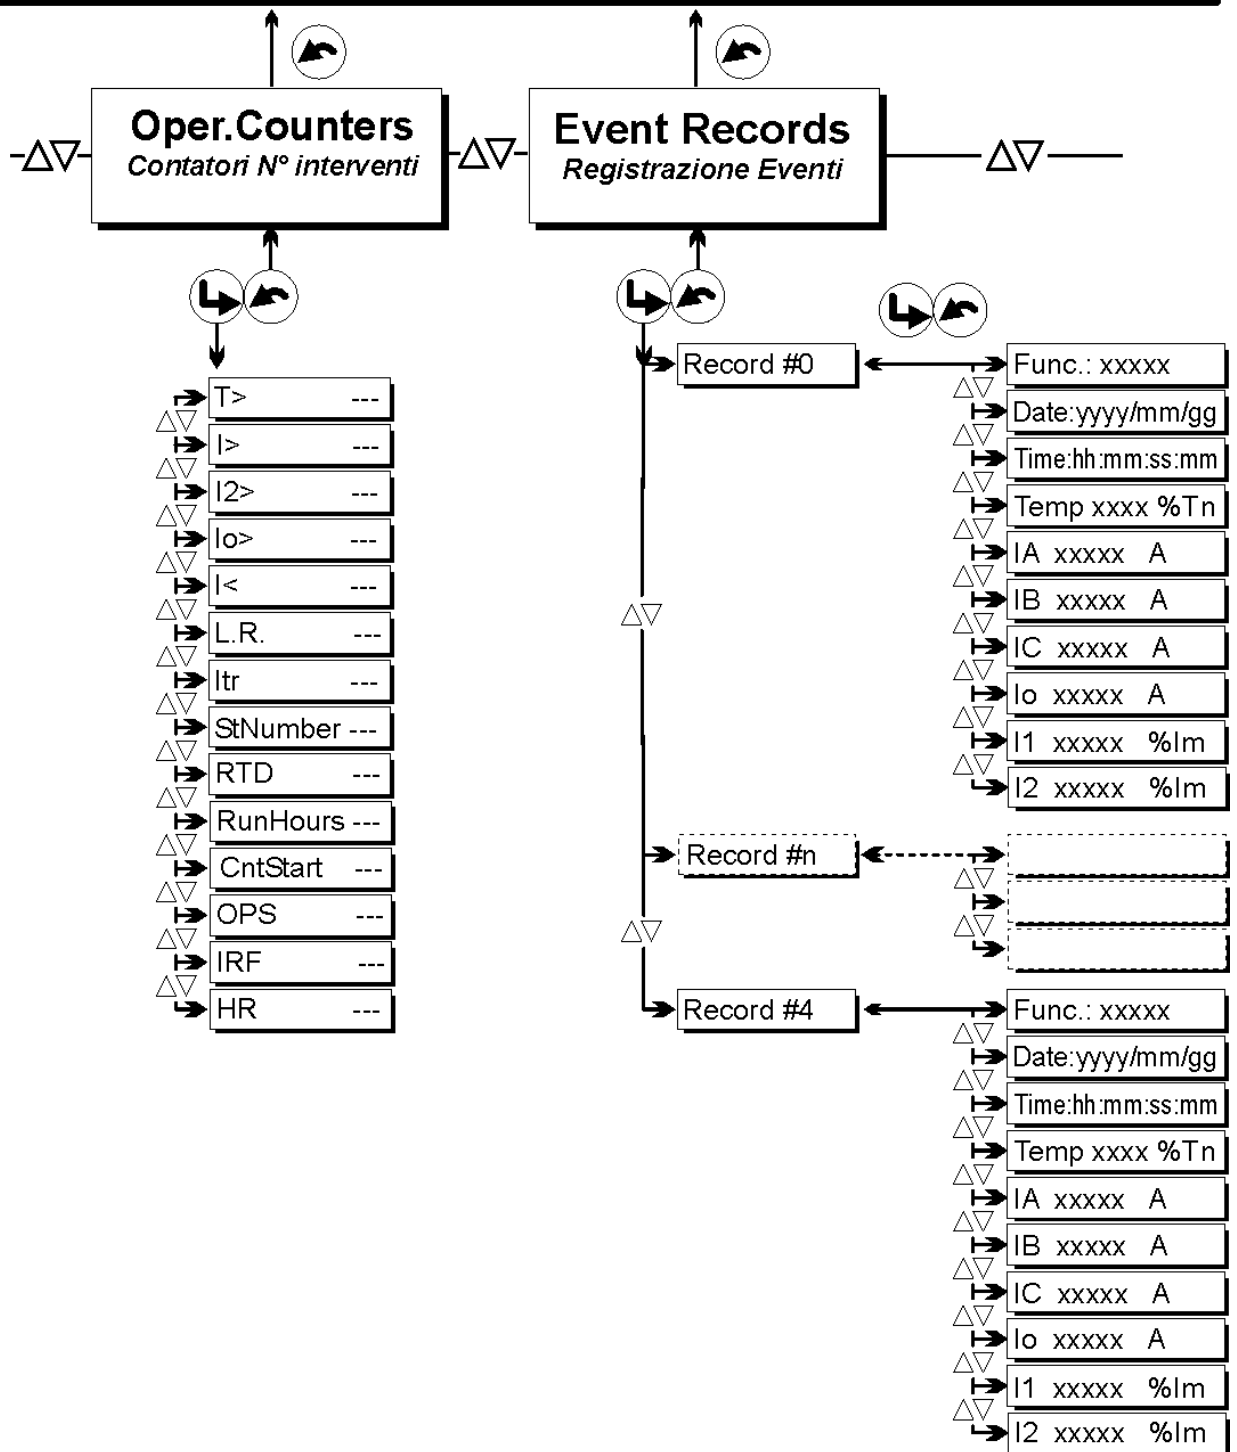 Oper.Counters
Contatori N° interventi
Event Records
Registrazione Eventi
T> ---
I> ---
I2> ---
Io> ---
I< ---
L.R. ---
Itr ---
StNumber ---
RTD ---
RunHours ---
CntStart ---
OPS ---
IRF ---
HR ---
Record #0
Func.: xxxxx
Date:yyyy/mm/gg
Time:hh:mm:ss:mm
Temp xxxx %Tn
IA xxxxx A
IB xxxxx A
IC xxxxx A
Io xxxxx A
I1 xxxxx %Im
I2 xxxxx %Im
Record #n
Record #4
Func.: xxxxx
Date:yyyy/mm/gg
Time:hh:mm:ss:mm
Temp xxxx %Tn
IA xxxxx A
IB xxxxx A
IC xxxxx A
Io xxxxx A
I1 xxxxx %Im
I2 xxxxx %Im